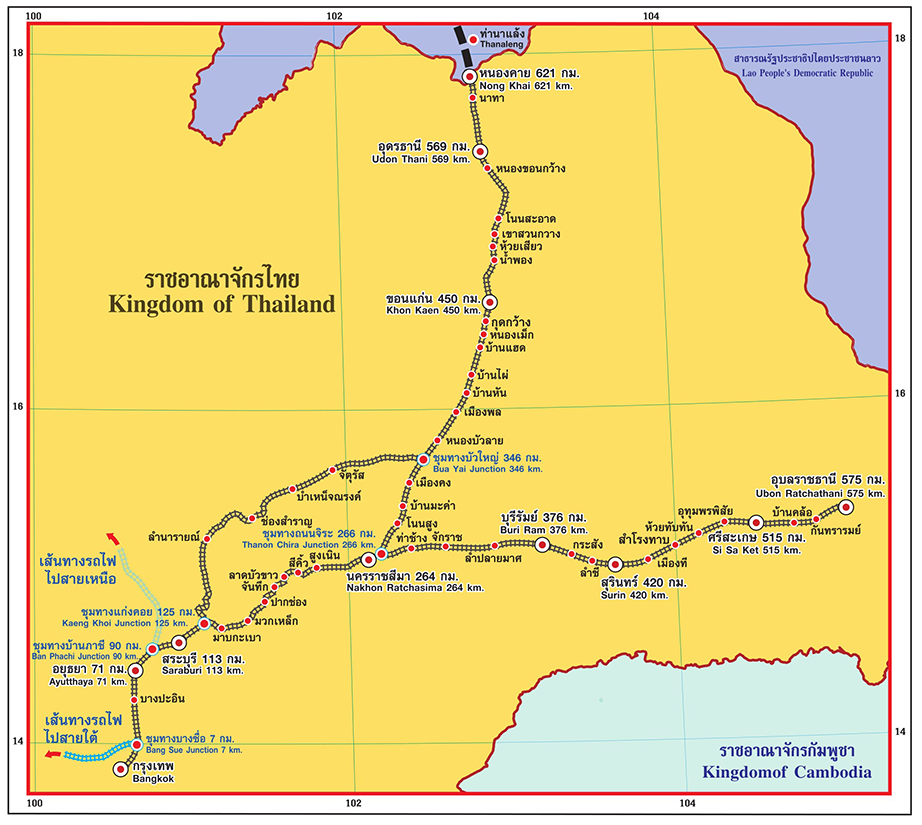 102
104
18
18
ท่านาแล้ง
Thanaleng
สาธารณรัฐประชาธิปไตยประชาชนลาว
Lao People's Democratic Republic
หนองคาย 621 กม.
Nong Khai 621 km.
นาทา
อุดรธานี 569 กม.
Udon Thani 569 km.
หนองขอนกว้าง
โนนสะอาด
เขาสวนกวาง
ห้วยเสียว
น้ำพอง
ราชอาณาจักรไทย
Kingdom of Thailand
ขอนแก่น 450 กม.
Khon Kaen 450 km.
กุดกว้าง
หนองเม็ก
บ้านแฮด
บ้านไผ่
บ้านหัน
16
16
เมืองพล
หนองบัวลาย
ชุมทางบัวใหญ่ 346 กม.
Bua Yai Junction 346 km.
จัตุรัส
เมืองคง
บำเหน็จณรงค์
บ้านมะค่า
ช่องสำราญ
โนนสูง
ลำนารายณ์
ชุมทางถนนจิระ 266 กม.
Thanon Chira Junction 266 km.
ท่าช้าง
จักราช
บุรีรัมย์ 376 กม.
Buri Ram 376 km.
อุบลราชธานี 575 กม.
Ubon Ratchathani 575 km.
อุทุมพรพิสัย
บ้านคล้อ
กันทรารมย์
ห้วยทับทัน
สำโรงทาบ
ศรีสะเกษ 515 กม.
Si Sa Ket 515 km.
กระสัง
ลำปลายมาศ
ลำชี
เมืองที
สุรินทร์ 420 กม.
Surin 420 km.
สูงเนิน
สีคิ้ว
ลาดบัวขาว
จันทึก
นครราชสีมา 264 กม.
Nakhon Ratchasima 264 km.
ปากช่อง
มวกเหล็ก
มาบกะเบา
เส้นทางรถไฟ
ไปสายเหนือ
ชุมทางแก่งคอย 125 กม.
Kaeng Khoi Junction 125 km.
ชุมทางบ้านภาชี 90 กม.
Ban Phachi Junction 90 km.
สระบุรี 113 กม.
Saraburi 113 km.
อยุธยา 71 กม.
Ayutthaya 71 km.
บางปะอิน
เส้นทางรถไฟ
ไปสายใต้
ชุมทางบางซื่อ 7 กม.
Bang Sue Junction 7 km.
14
14
กรุงเทพ
Bangkok
ราชอาณาจักรกัมพูชา
Kingdomof Cambodia
100
100
102
104